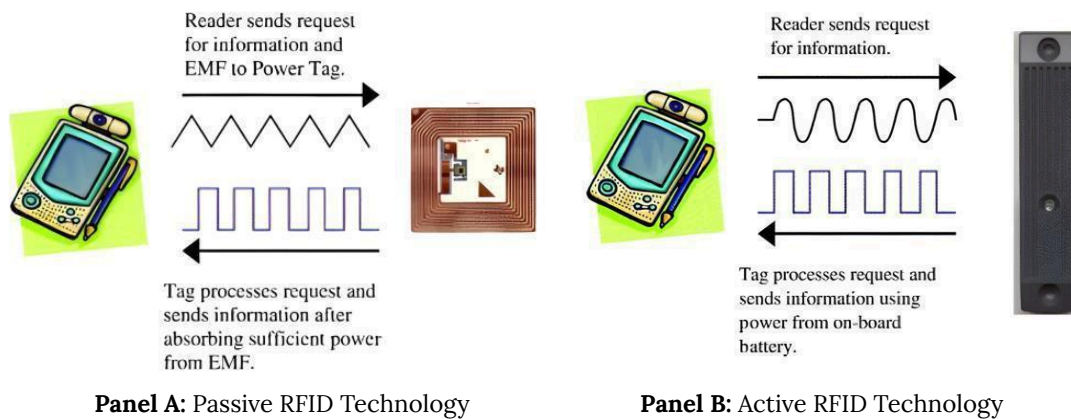 Reader sends request
for information and
EMF to Power Tag.
Tag processes request and
sends information after
absorbing sufficient power
from EMF.
Panel A: Passive RFID Technology
Reader sends request
for information.
Tag processes request and
sends information using
power from on-board
battery.
Panel B: Active RFID Technology